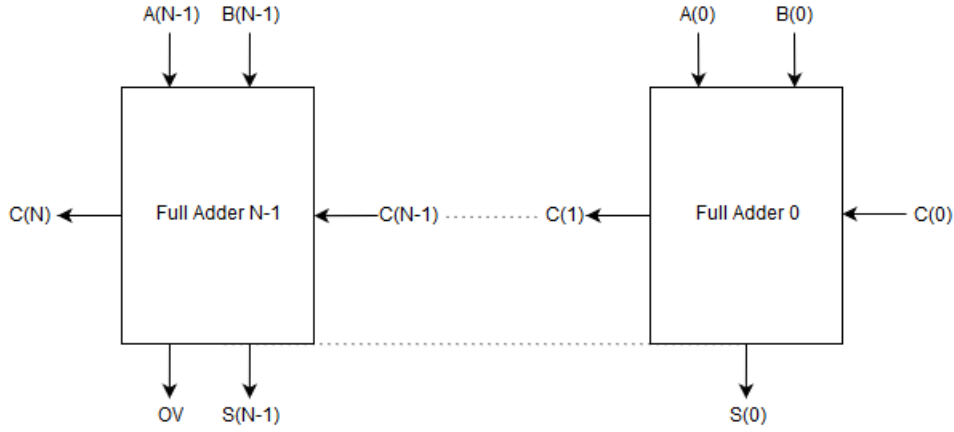 A(N-1) B(N-1) A(0) B(0)
C(N) Full Adder N-1 C(N-1) C(1) Full Adder 0 C(0)
OV S(N-1) S(0)